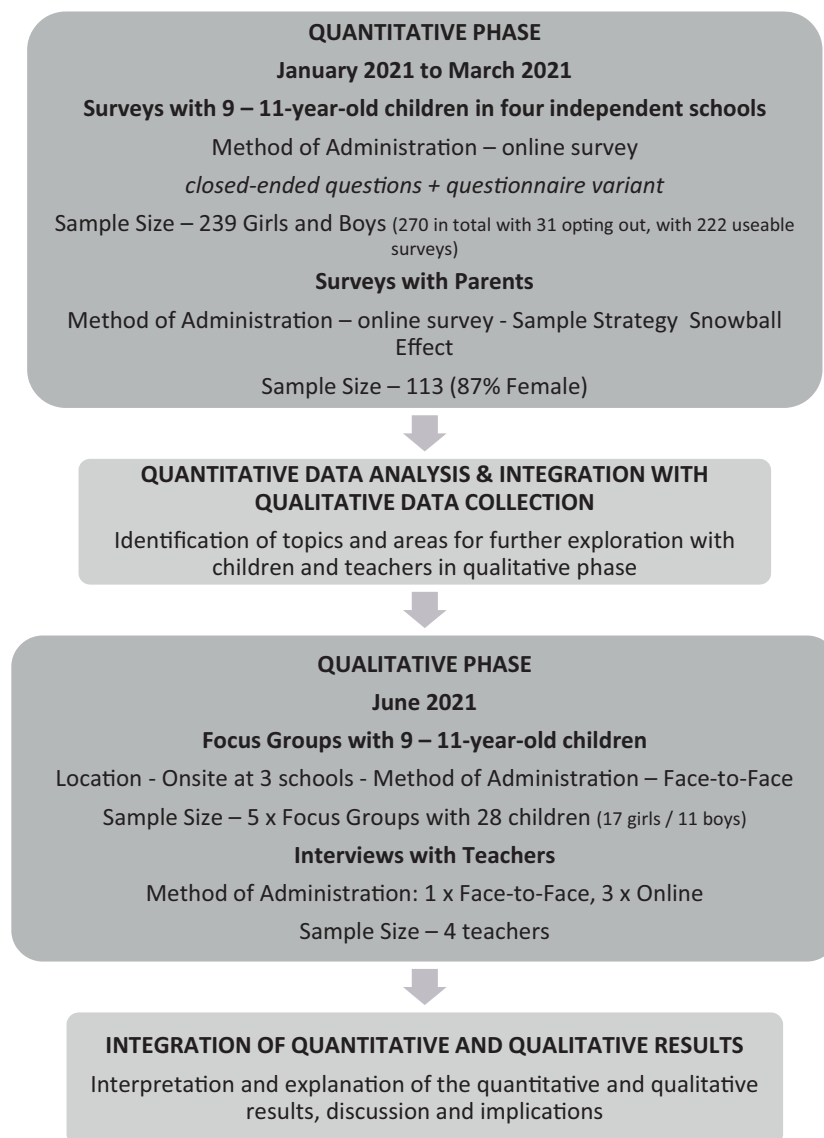 QUANTITATIVE PHASE
January 2021 to March 2021
Surveys with 9 – 11-year-old children in four independent schools
Method of Administration – online survey
closed-ended questions + questionnaire variant
Sample Size – 239 Girls and Boys (270 in total with 31 opting out, with 222 useable
surveys)
Surveys with Parents
Method of Administration – online survey - Sample Strategy Snowball
Effect
Sample Size – 113 (87% Female)
QUANTITATIVE DATA ANALYSIS & INTEGRATION WITH
QUALITATIVE DATA COLLECTION
Identification of topics and areas for further exploration with
children and teachers in qualitative phase
QUALITATIVE PHASE
June 2021
Focus Groups with 9 – 11-year-old children
Location - Onsite at 3 schools - Method of Administration – Face-to-Face
Sample Size – 5 x Focus Groups with 28 children (17 girls / 11 boys)
Interviews with Teachers
Method of Administration: 1 x Face-to-Face, 3 x Online
Sample Size – 4 teachers
INTEGRATION OF QUANTITATIVE AND QUALITATIVE RESULTS
Interpretation and explanation of the quantitative and qualitative
results, discussion and implications